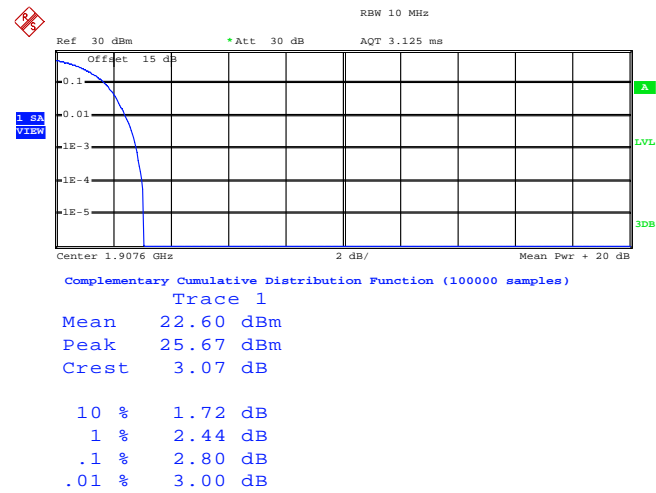 R S
RBW 10 MHz
Ref 30 dBm *Att 30 dB AQT 3.125 ms
Offset 15 dB
0.1
A
0.01
1 SA
VIEW
1E-3
LVL
1E-4
1E-5
3DB
Center 1.9076 GHz 2 dB/ Mean Pwr + 20 dB
Complementary Cumulative Distribution Function (100000 samples)
Trace 1
Mean 22.60 dBm
Peak 25.67 dBm
Crest 3.07 dB
10 % 1.72 dB
1 % 2.44 dB
.1 % 2.80 dB
.01 % 3.00 dB